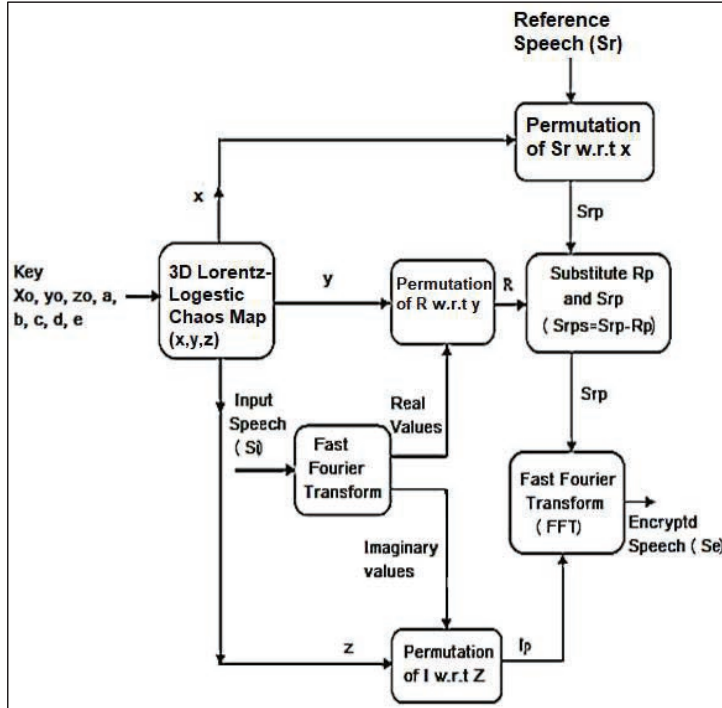 Reference
Speech (Sr)
Permutation
of Sr w.r.t x
x
Srp
Key
Xo, yo, zo, a,
b, c, d, e
3D Lorentz-
Logestic
Chaos Map
(x,y,z)
y
Permutation
of R w.r.t y
R
Substitute Rp
and Srp
( Srps=Srp-Rp)
Input
Speech
( Si)
Real
Values
Srp
Fast
Fourier
Transform
Fast Fourier
Transform
( FFT)
Encryptd
Speech ( Se)
Imaginary
values
z
Permutation
of I w.r.t Z
Ip